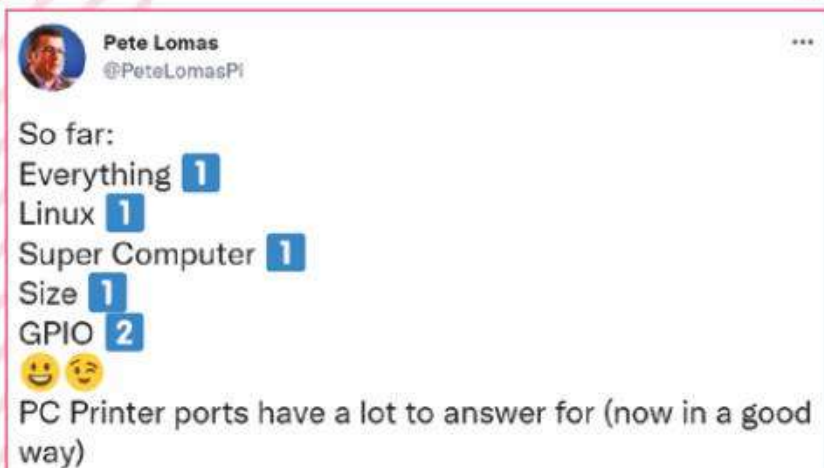 Pete Lomas
@PeteLomasPi
...
So far:
Everything 1️⃣
Linux 1️⃣
Super Computer 1️⃣
Size 1️⃣
GPIO 2️⃣
😀😉
PC Printer ports have a lot to answer for (now in a good
way)